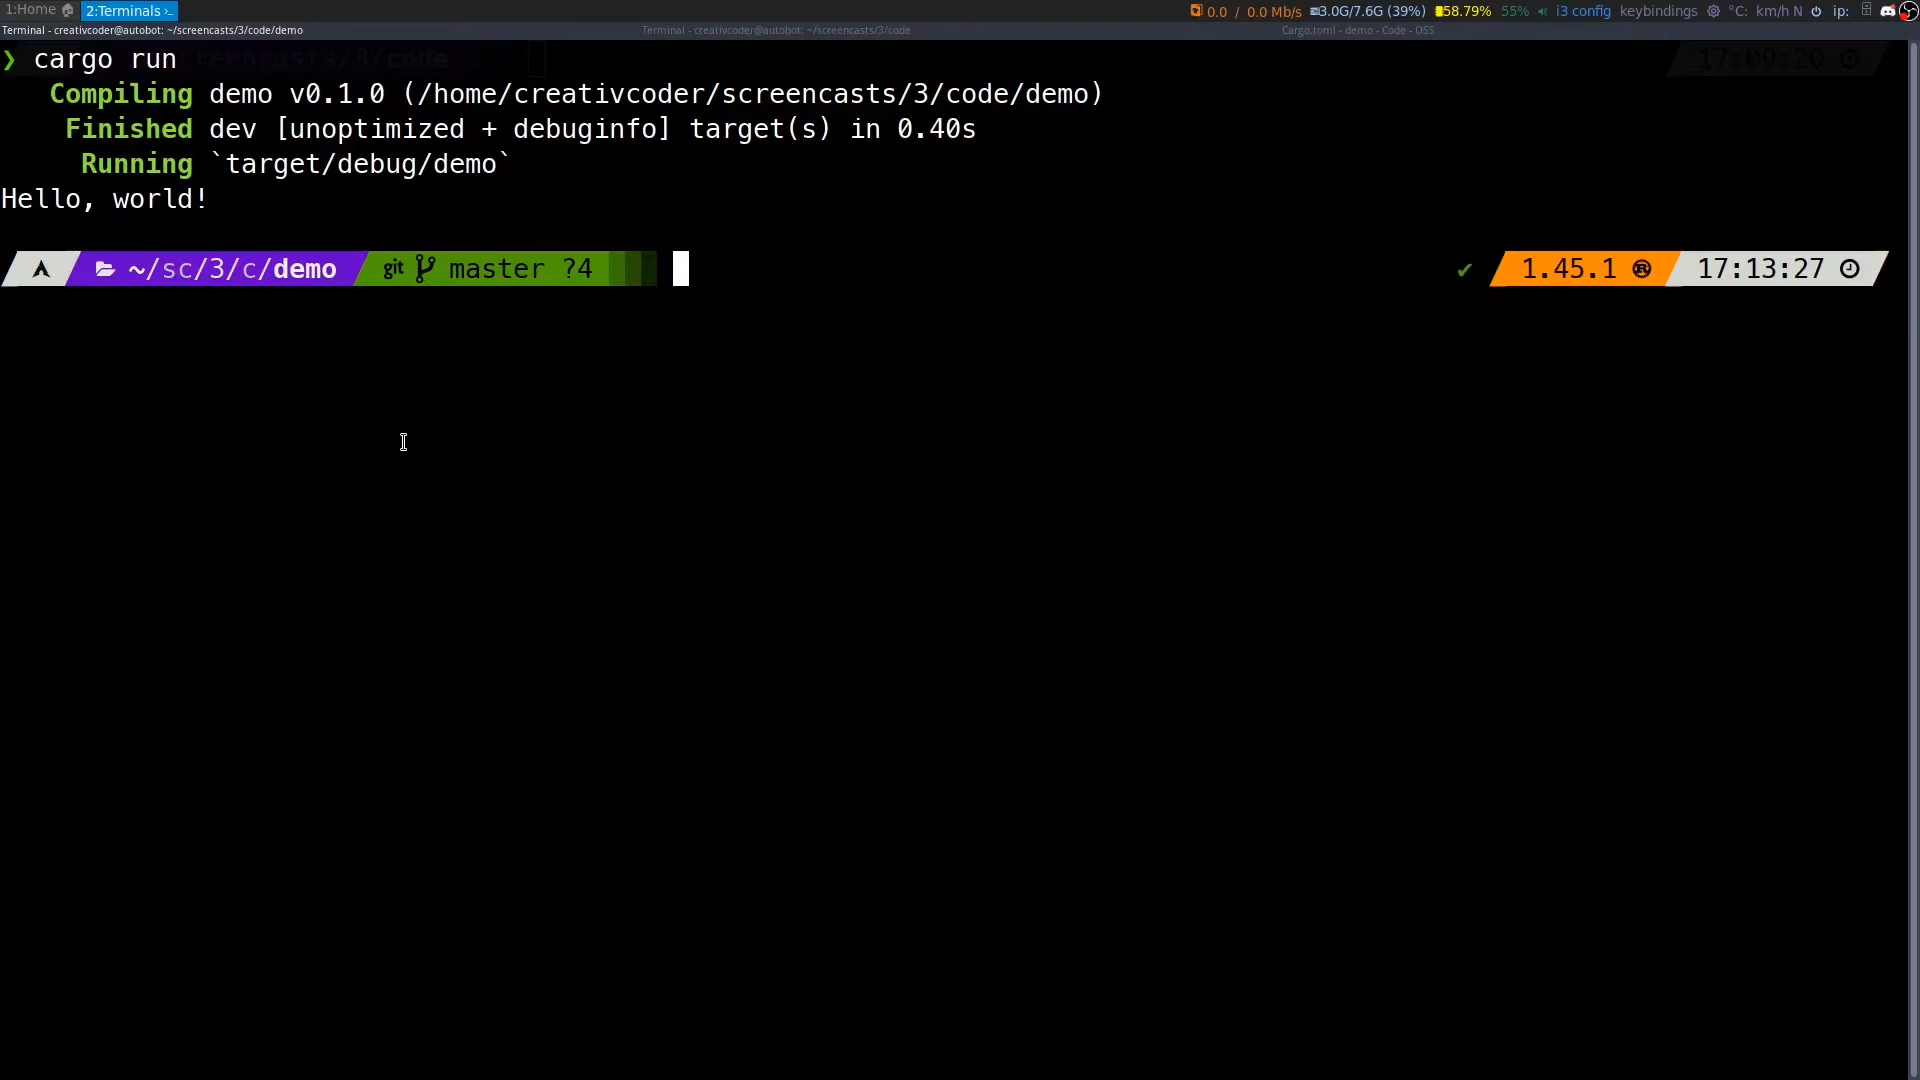 1:Home
2:Terminals ›_
0.0 / 0.0 Mb/s 3.0G/7.6G (39%) 58.79% 55% i3 config keybindings °C: km/h N ip:
Terminal - creativcoder@autobot: ~/screencasts/3/code/demo
Terminal - creativcoder@autobot: ~/screencasts/3/code
Cargo.toml - demo - Code - OSS
❯ cargo run
17:09:20
Compiling demo v0.1.0 (/home/creativcoder/screencasts/3/code/demo)
Finished dev [unoptimized + debuginfo] target(s) in 0.40s
Running `target/debug/demo`
Hello, world!
~/sc/3/c/demo git master ?4
✔ 1.45.1 17:13:27